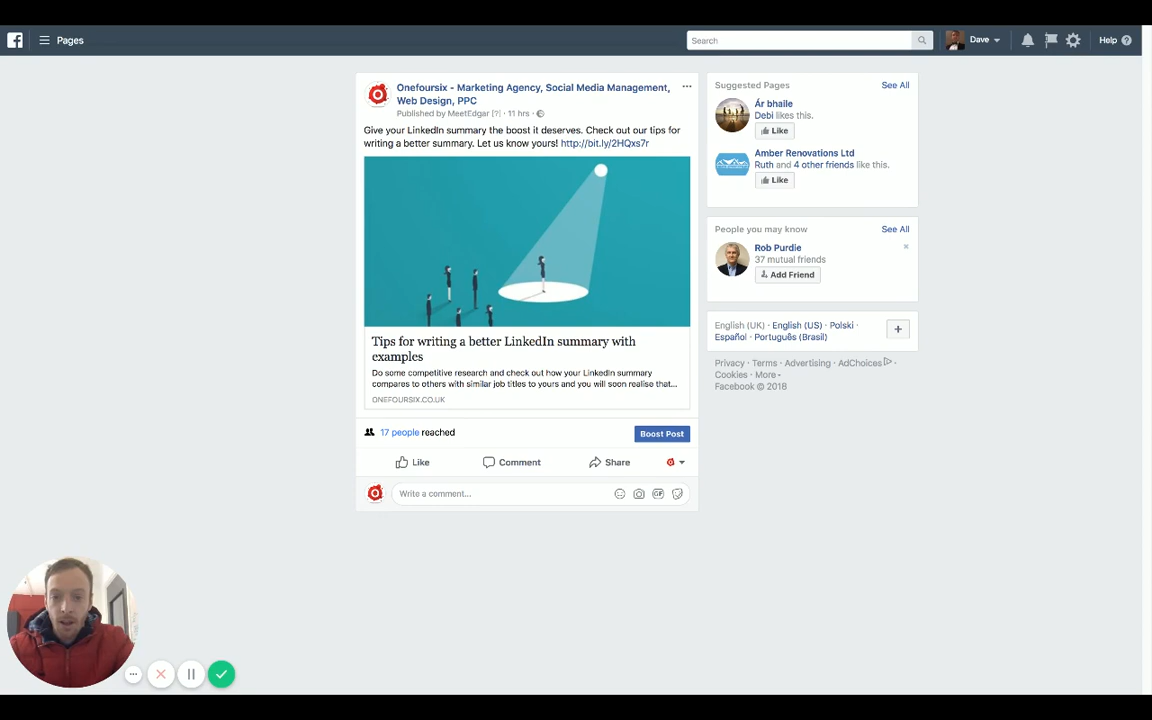 Pages
Search
Dave
Help
Onefoursix - Marketing Agency, Social Media Management,
Web Design, PPC
Published by MeetEdgar [?] · 11 hrs ·
Give your LinkedIn summary the boost it deserves. Check out our tips for
writing a better summary. Let us know yours! http://bit.ly/2HQxs7r
Tips for writing a better LinkedIn summary with
examples
Do some competitive research and check out how your LinkedIn summary
compares to others with similar job titles to yours and you will soon realise that...
ONEFOURSIX.CO.UK
17 people reached
Boost Post
Like
Comment
Share
Write a comment...
GIF
Suggested Pages
See All
Ár bhaile
Debi likes this.
Like
Amber Renovations Ltd
Ruth and 4 other friends like this.
Like
People you may know
See All
Rob Purdie
37 mutual friends
Add Friend
English (UK) · English (US) · Polski ·
Español · Português (Brasil)
Privacy · Terms · Advertising · AdChoices ·
Cookies · More
Facebook © 2018